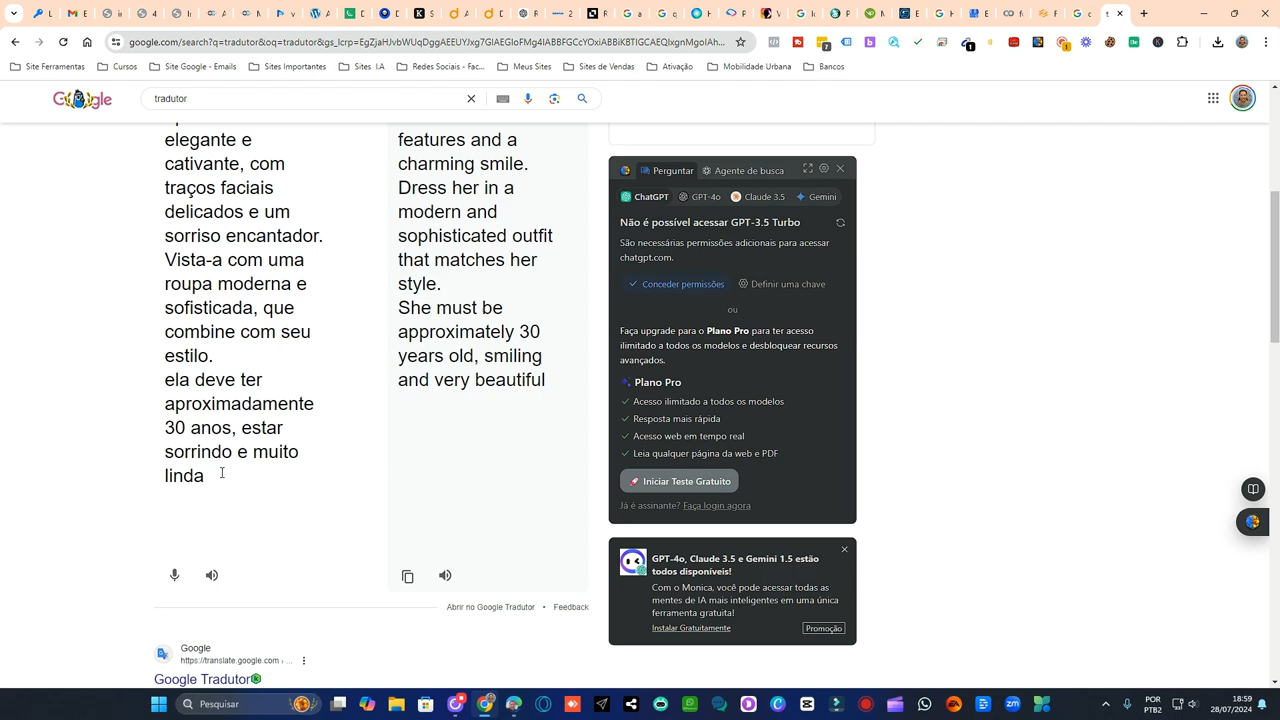 google.com/search?q=tradutor&oq=tradutor&gs_lcrp=EgZjaHJvbWUqDggAEEUYJxg7GIAEGIoFMg4IABBFGCcYOxiABBiKBTIGCAEQIxgnMgoIAh...
Site Ferramentas
Cursos
Site Google - Emails
Sites Importantes
Sites I.A
Redes Sociais - Fac...
Meus Sites
Sites de Vendas
Ativação
Mobilidade Urbana
Bancos
Google
tradutor
elegante e
cativante, com
traços faciais
delicados e um
sorriso encantador.
Vista-a com uma
roupa moderna e
sofisticada, que
combine com seu
estilo.
ela deve ter
aproximadamente
30 anos, estar
sorrindo e muito
linda
features and a
charming smile.
Dress her in a
modern and
sophisticated outfit
that matches her
style.
She must be
approximately 30
years old, smiling
and very beautiful
Abrir no Google Tradutor • Feedback
Google
https://translate.google.com › ...
Google Tradutor
Perguntar
Agente de busca
ChatGPT
GPT-4o
Claude 3.5
Gemini
Não é possível acessar GPT-3.5 Turbo
São necessárias permissões adicionais para acessar
chatgpt.com.
Conceder permissões
Definir uma chave
ou
Faça upgrade para o Plano Pro para ter acesso
ilimitado a todos os modelos e desbloquear recursos
avançados.
Plano Pro
Acesso ilimitado a todos os modelos
Resposta mais rápida
Acesso web em tempo real
Leia qualquer página da web e PDF
Iniciar Teste Gratuito
Já é assinante? Faça login agora
GPT-4o, Claude 3.5 e Gemini 1.5 estão
todos disponíveis!
Com o Monica, você pode acessar todas as
mentes de IA mais inteligentes em uma única
ferramenta gratuita!
Instalar Gratuitamente
Promoção
Pesquisar
POR
PTB2
18:59
28/07/2024